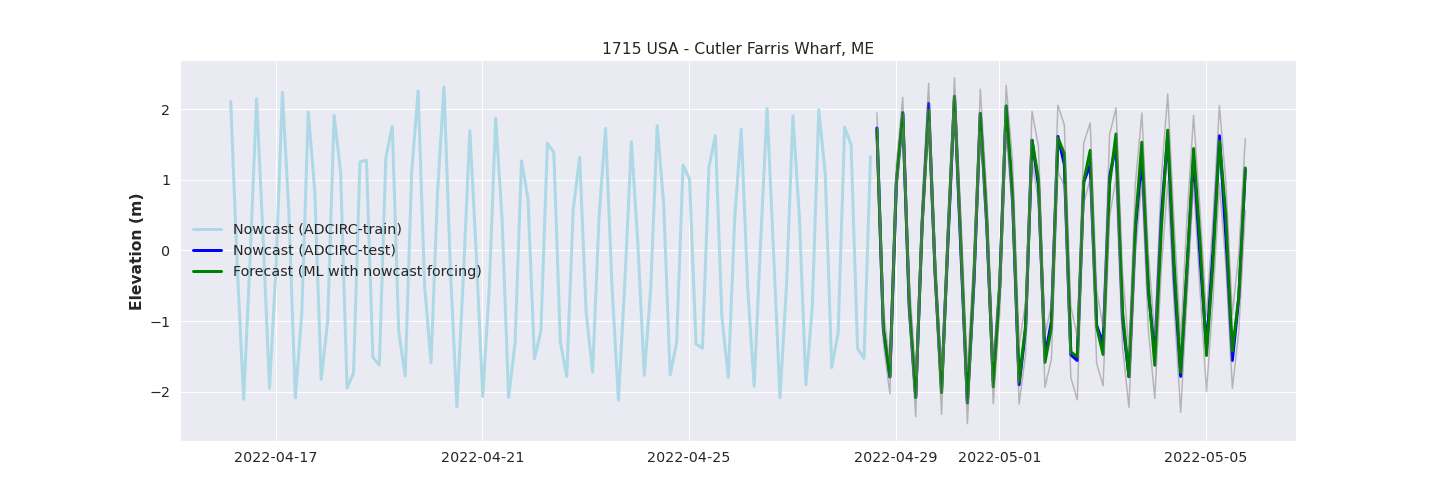 1715 USA - Cutler Farris Wharf, ME
Elevation (m)
2
1
0
−1
−2
Nowcast (ADCIRC-train)
Nowcast (ADCIRC-test)
Forecast (ML with nowcast forcing)
2022-04-17 2022-04-21 2022-04-25 2022-04-29 2022-05-01 2022-05-05